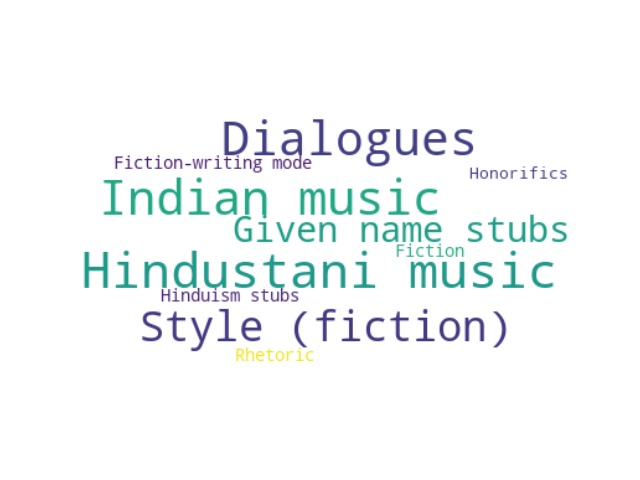 Dialogues
Fiction-writing mode
Honorifics
Indian music
Given name stubs
Fiction
Hindustani music
Hinduism stubs
Style (fiction)
Rhetoric